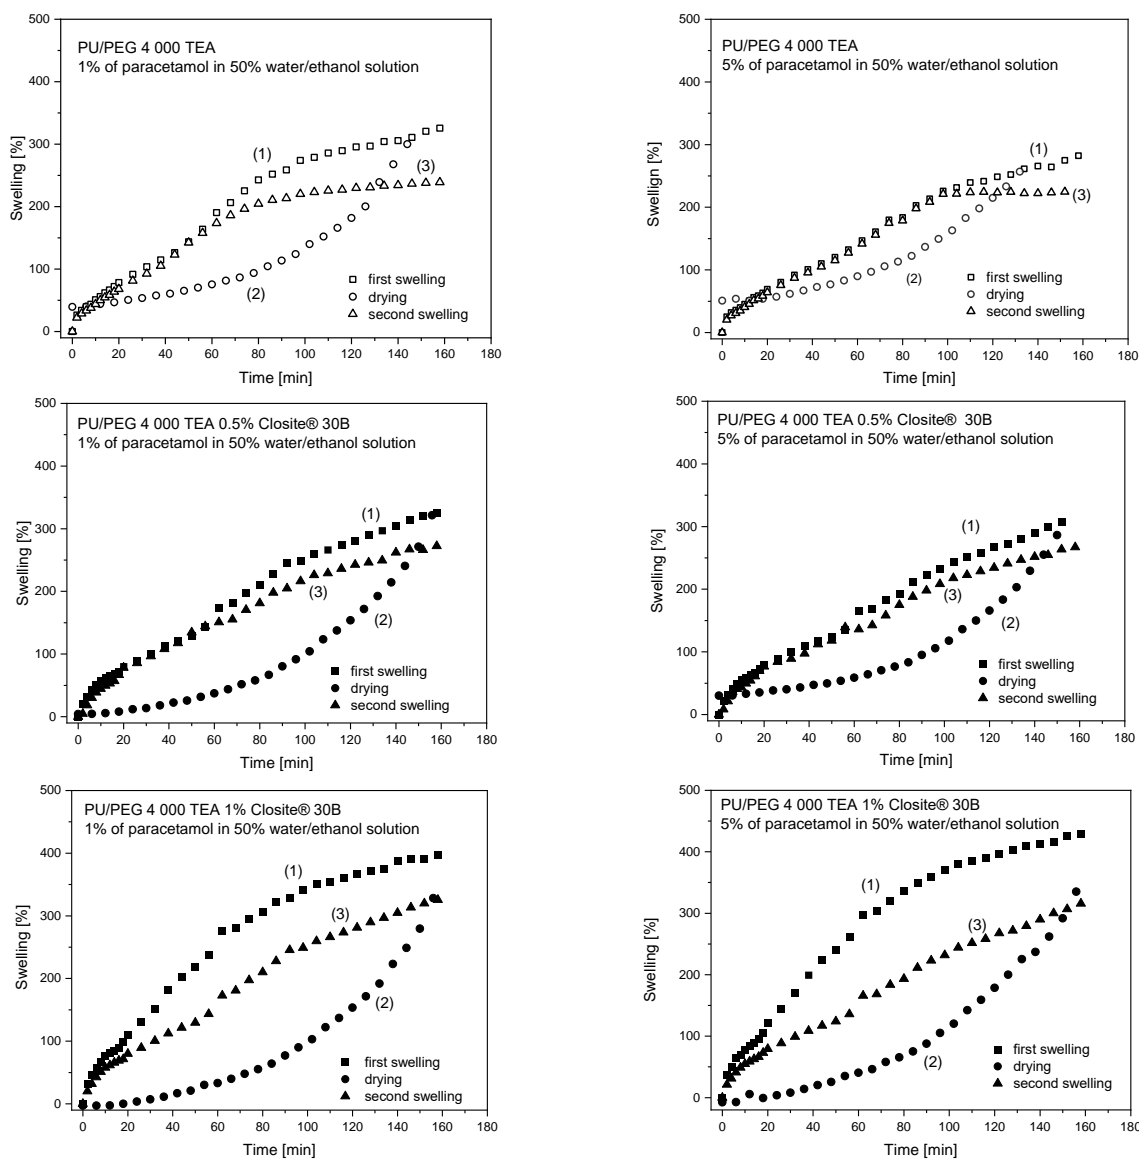 PU/PEG 4 000 TEA
1% of paracetamol in 50% water/ethanol solution
Swelling [%]
500
400
300
200
100
0
(1)
(3)
(2)
first swelling
drying
second swelling
0 20 40 60 80 100 120 140 160 180
Time [min]
PU/PEG 4 000 TEA
5% of paracetamol in 50% water/ethanol solution
Swellign [%]
500
400
300
200
100
0
(1)
(3)
(2)
first swelling
drying
second swelling
0 20 40 60 80 100 120 140 160 180
Time [min]
PU/PEG 4 000 TEA 0.5% Closite® 30B
1% of paracetamol in 50% water/ethanol solution
Swelling [%]
500
400
300
200
100
0
(1)
(3)
(2)
first swelling
drying
second swelling
0 20 40 60 80 100 120 140 160 180
Time [min]
PU/PEG 4 000 TEA 0.5% Closite® 30B
5% of paracetamol in 50% water/ethanol solution
Swelling [%]
500
400
300
200
100
0
(1)
(3)
(2)
first swelling
drying
second swelling
0 20 40 60 80 100 120 140 160 180
Time [min]
PU/PEG 4 000 TEA 1% Closite® 30B
1% of paracetamol in 50% water/ethanol solution
Swelling [%]
500
400
300
200
100
0
(1)
(3)
(2)
first swelling
drying
second swelling
0 20 40 60 80 100 120 140 160 180
Time [min]
PU/PEG 4 000 TEA 1% Closite® 30B
5% of paracetamol in 50% water/ethanol solution
Swelling [%]
500
400
300
200
100
0
(1)
(3)
(2)
first swelling
drying
second swelling
0 20 40 60 80 100 120 140 160 180
Time [min]